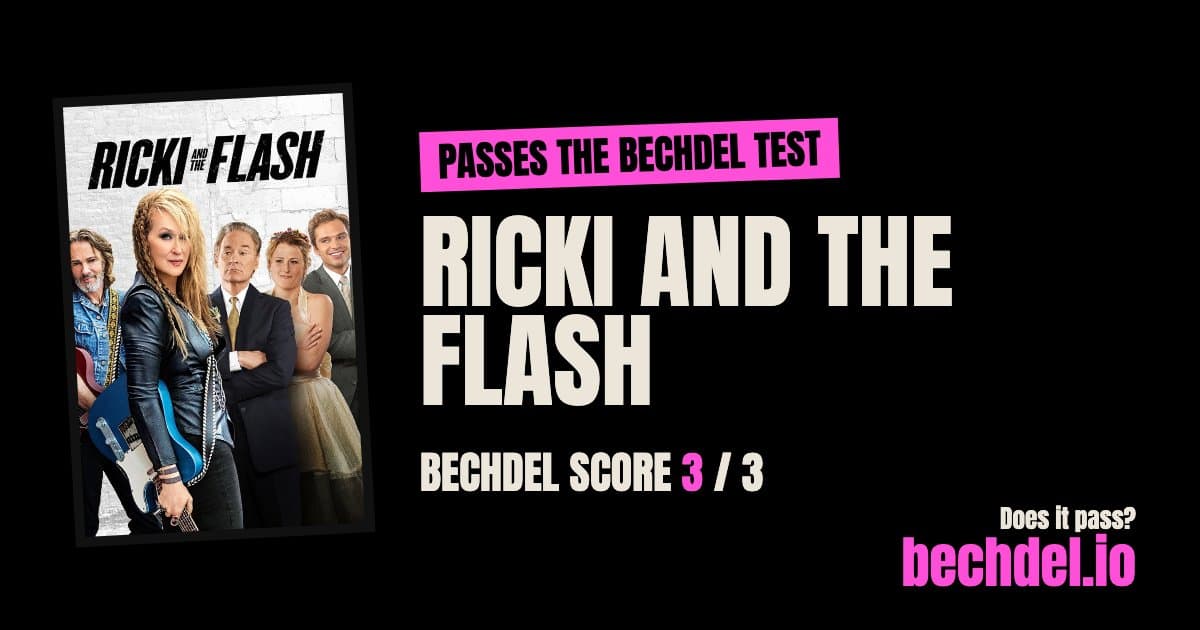 RICKI AND THE FLASH
PASSES THE BECHDEL TEST
RICKI AND THE
FLASH
BECHDEL SCORE 3 / 3
Does it pass?
bechdel.io